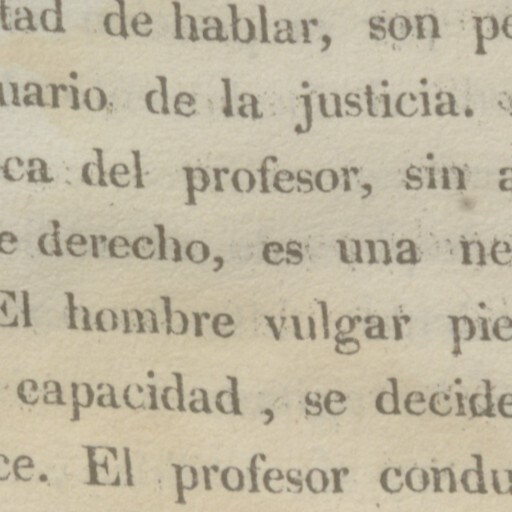 tad de hablar, son pe
uario de la justicia.
ca del profesor, sin a
e derecho, es una ne
El hombre vulgar pie
capacidad, se decide
ce. El profesor condu